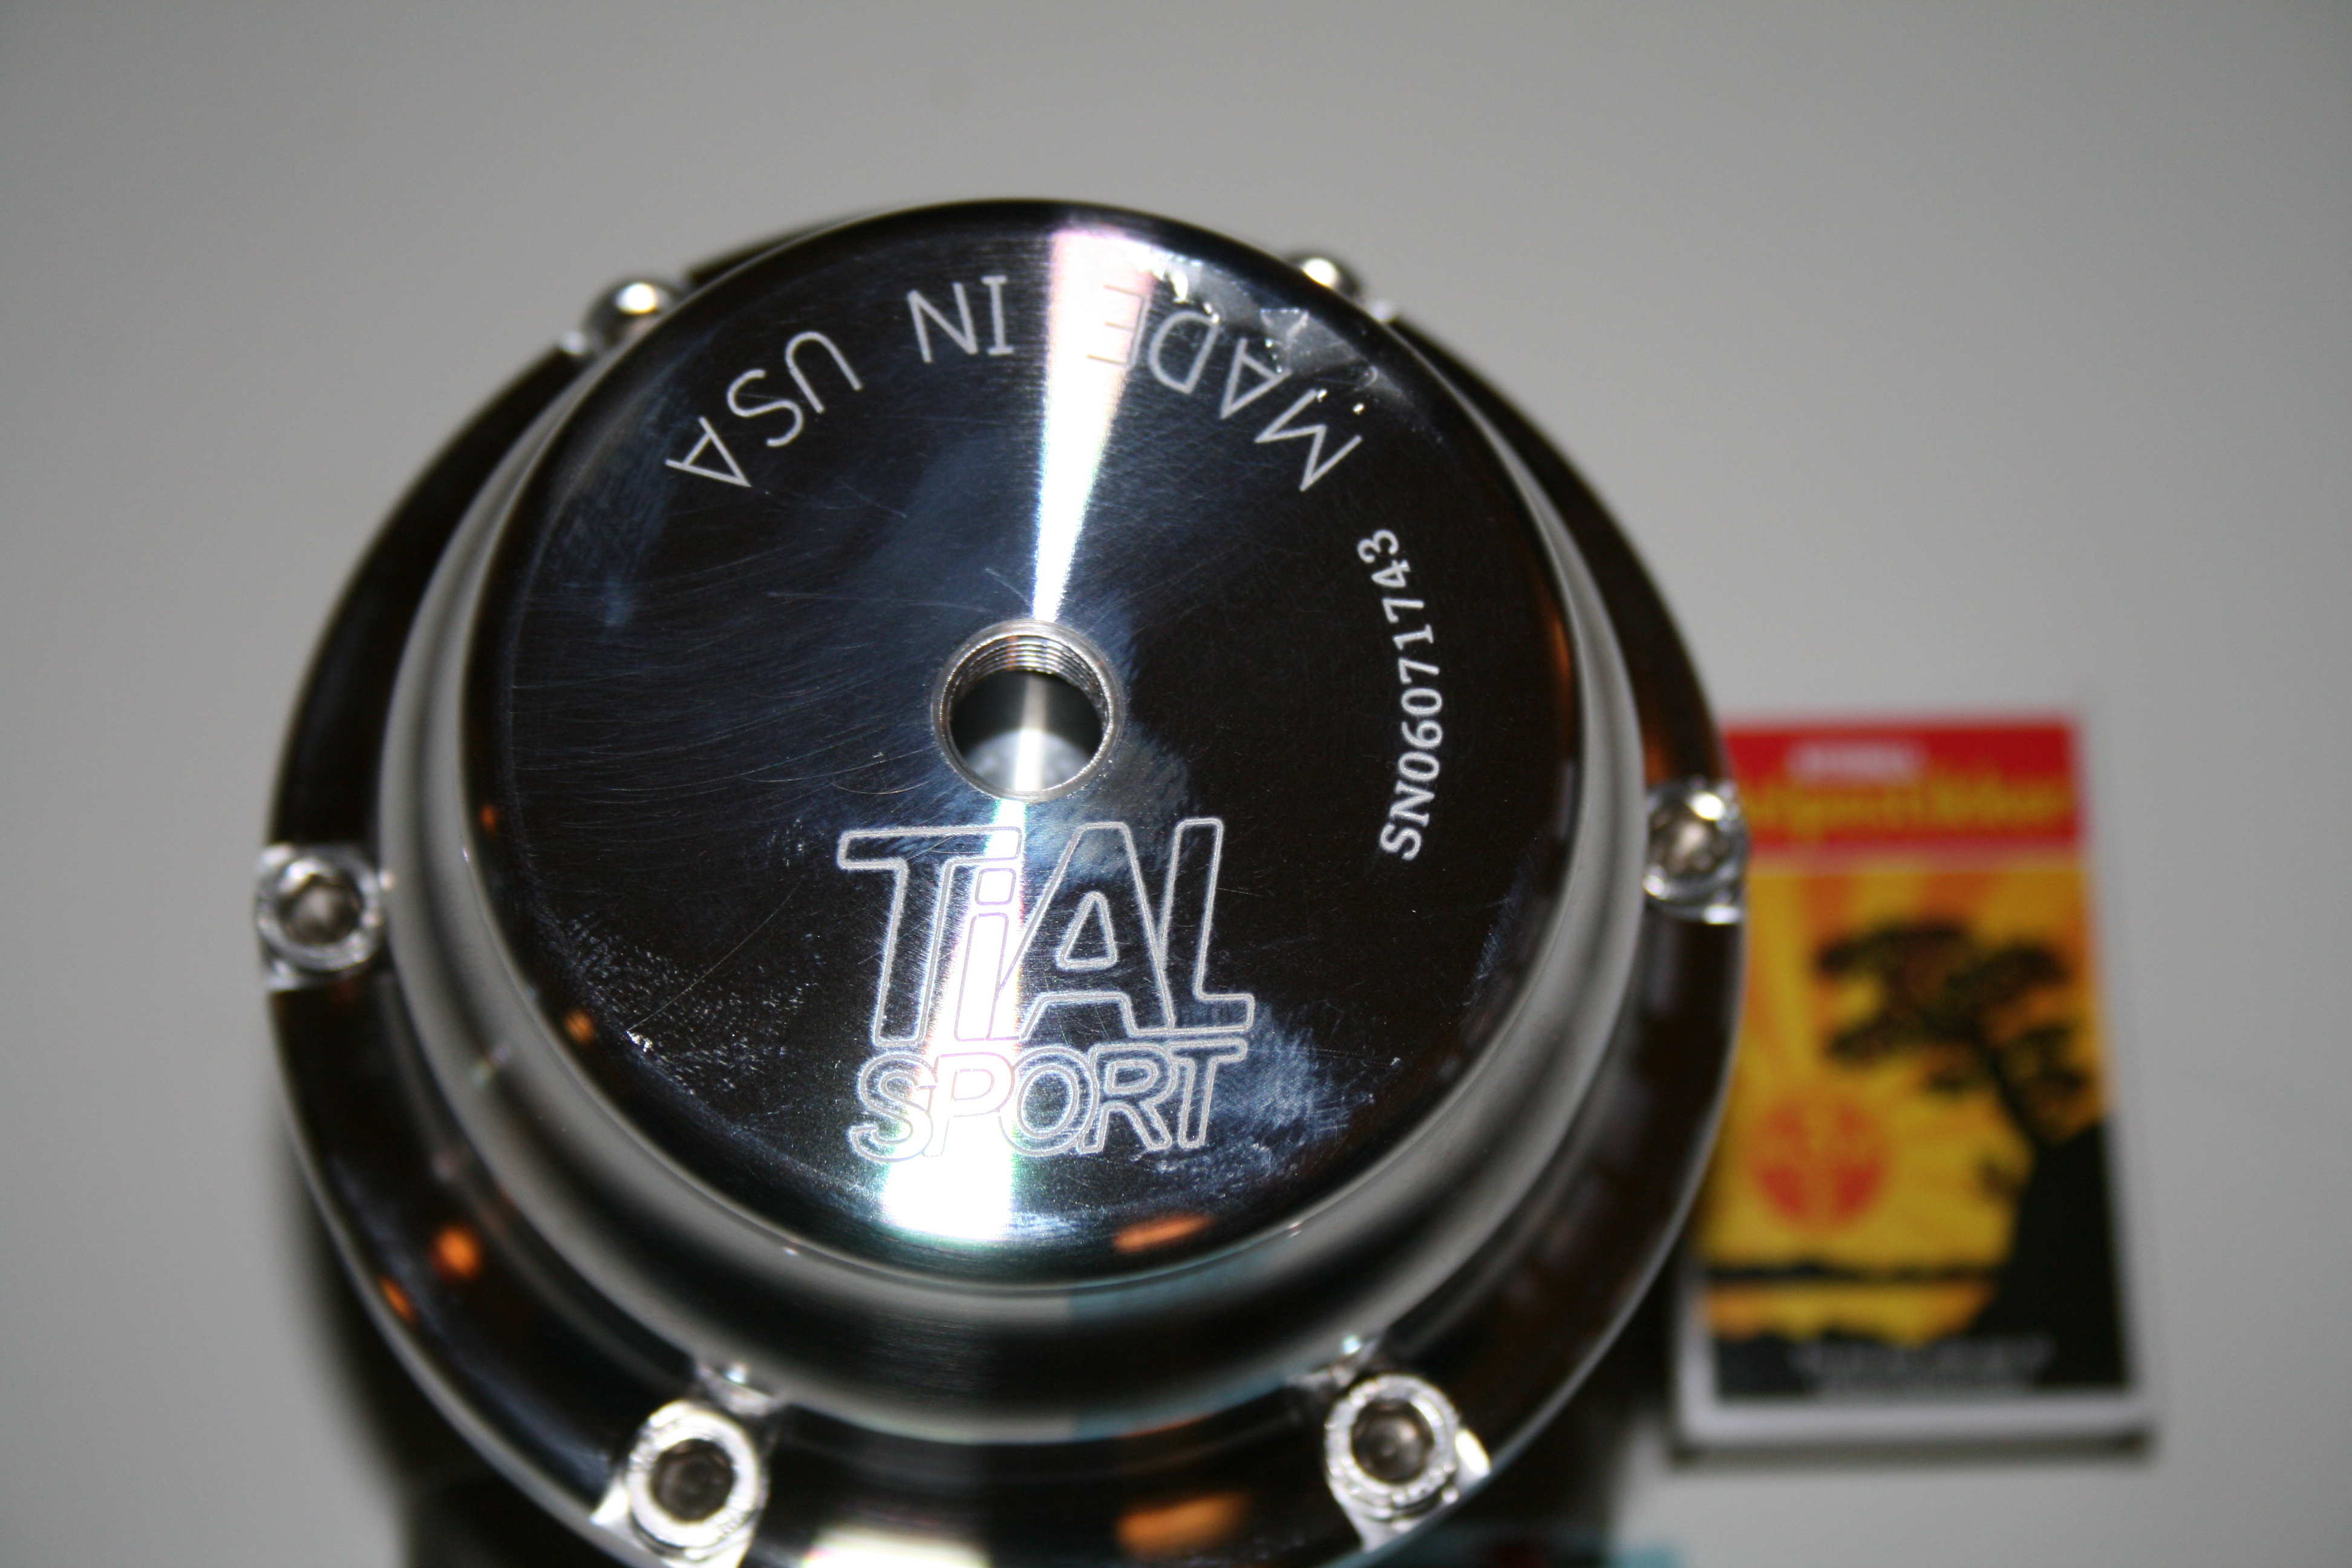 MADE IN USA
SN06071743
TiAL
SPORT